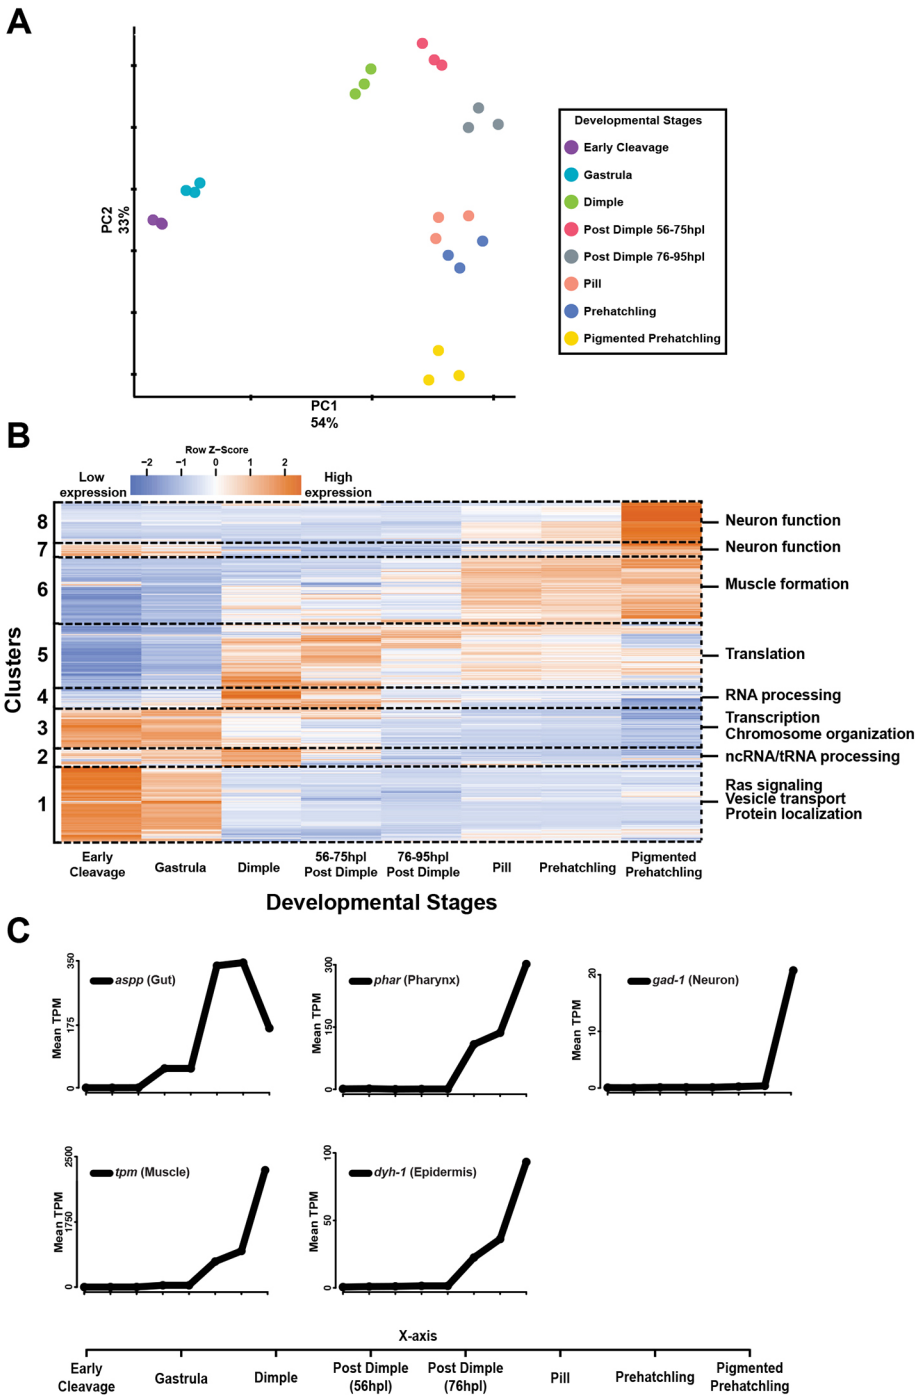 A
PC2
33%
PC1
54%
Developmental Stages
Early Cleavage
Gastrula
Dimple
Post Dimple 56-75hpl
Post Dimple 76-95hpl
Pill
Prehatchling
Pigmented Prehatchling
B
Row Z−Score
−2 −1 0 1 2
Low
expression
High
expression
Clusters
8
7
6
5
4
3
2
1
Neuron function
Neuron function
Muscle formation
Translation
RNA processing
Transcription
Chromosome organization
ncRNA/tRNA processing
Ras signaling
Vesicle transport
Protein localization
Early
Cleavage
Gastrula
Dimple
56-75hpl
Post Dimple
76-95hpl
Post Dimple
Pill
Prehatchling
Pigmented
Prehatchling
Developmental Stages
C
Mean TPM
0 175 350
aspp (Gut)
Mean TPM
0 150 300
phar (Pharynx)
Mean TPM
0 10 20
gad-1 (Neuron)
Mean TPM
0 1750 2500
tpm (Muscle)
Mean TPM
0 50 100
dyh-1 (Epidermis)
X-axis
Early
Cleavage
Gastrula
Dimple
Post Dimple
(56hpl)
Post Dimple
(76hpl)
Pill
Prehatchling
Pigmented
Prehatchling